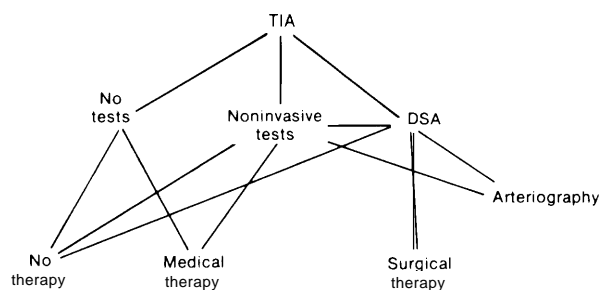 TIA
No
tests
Noninvasive
tests
DSA
Arteriography
No
therapy
Medical
therapy
Surgical
therapy